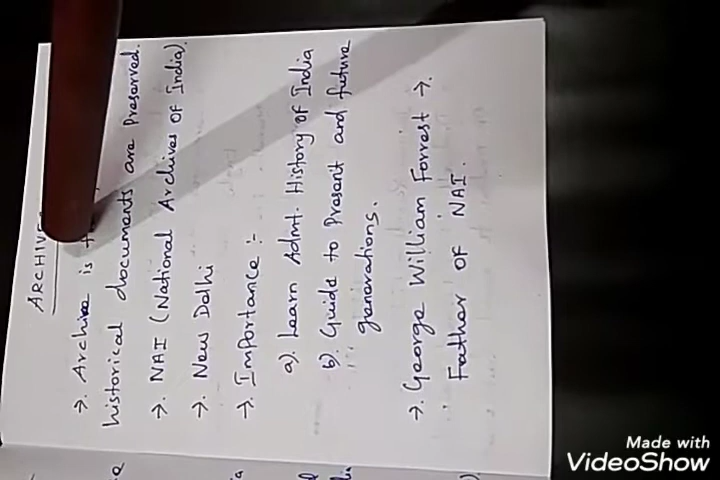 ARCHIVE
→. Archive is
historical documents are Preserved.
→. NAI (National Archives of India).
→. New Delhi
→. Importance :-
a). Learn Admt. History of India
b). Guide to Present and future
generations.
→. George William Forrest →.
Father of NAI.
Made with
VideoShow